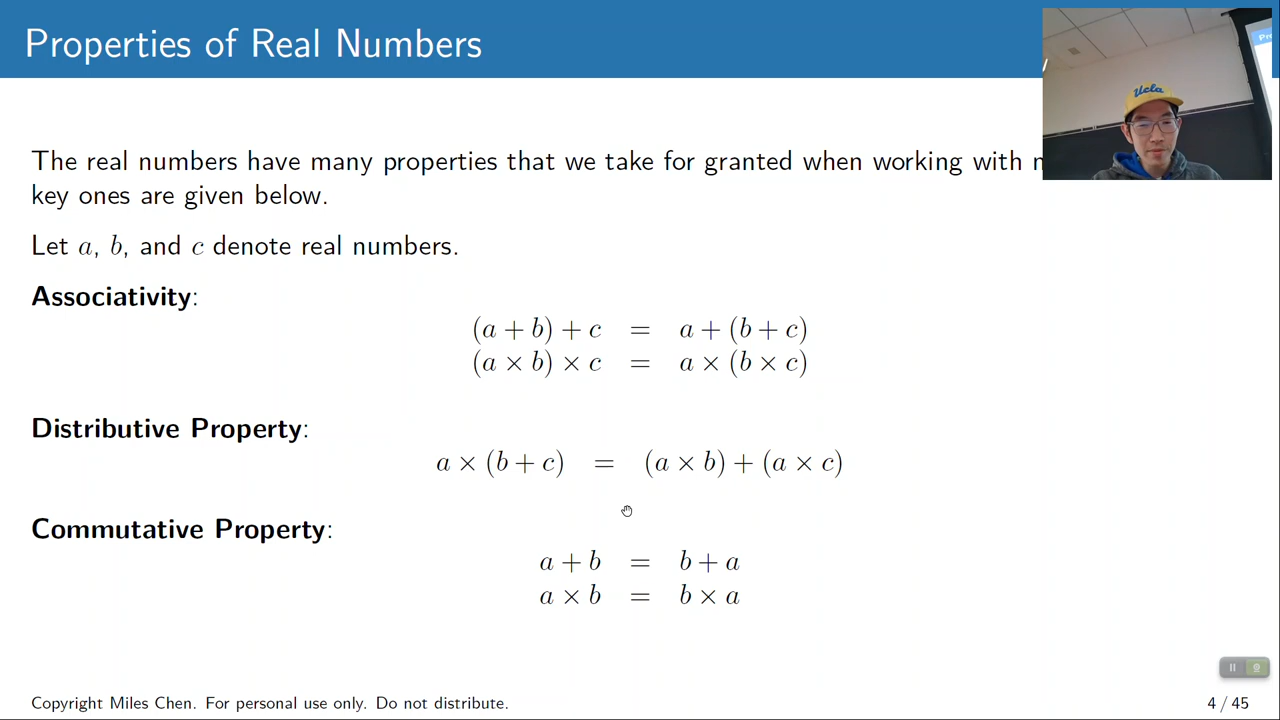 Properties of Real Numbers
Ucla
The real numbers have many properties that we take for granted when working with
key ones are given below.
Let a, b, and c denote real numbers.
Associativity:
(a + b) + c = a + (b + c)
(a × b) × c = a × (b × c)
Distributive Property:
a × (b + c) = (a × b) + (a × c)
Commutative Property:
a + b = b + a
a × b = b × a
Copyright Miles Chen. For personal use only. Do not distribute.
4 / 45